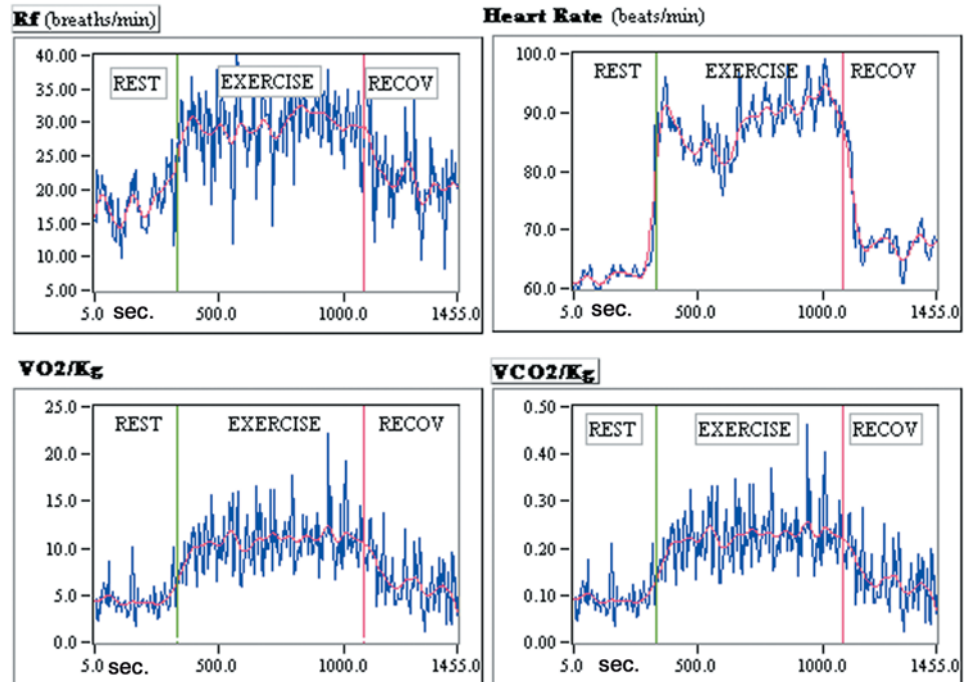 Rf (breaths/min)
40.00
35.00
30.00
25.00
20.00
15.00
10.00
5.00
REST
EXERCISE
RECOV
5.0 sec. 500.0 1000.0 1455.0
Heart Rate (beats/min)
100.0
90.0
80.0
70.0
60.0
REST
EXERCISE
RECOV
5.0 sec. 500.0 1000.0 1455.0
VO2/Kg
25.0
20.0
15.0
10.0
5.0
0.0
REST
EXERCISE
RECOV
5.0 sec. 500.0 1000.0 1455.0
VCO2/Kg
0.50
0.40
0.30
0.20
0.10
0.00
REST
EXERCISE
RECOV
5.0 sec. 500.0 1000.0 1455.0